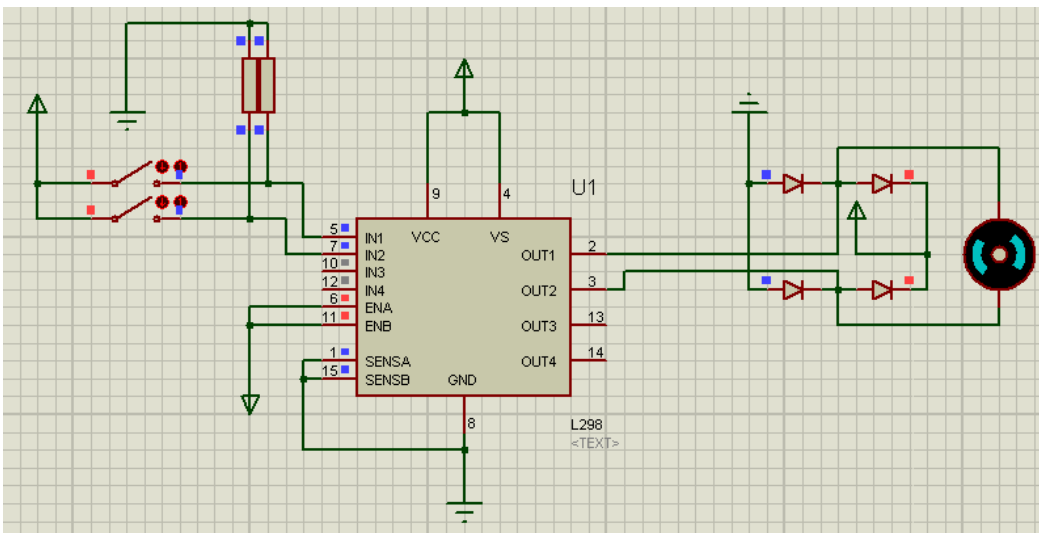 U1
9
4
5
IN1
VCC
VS
7
IN2
OUT1
2
10
IN3
12
IN4
OUT2
3
6
ENA
11
ENB
OUT3
13
1
SENSA
OUT4
14
15
SENSB
GND
8
L298
<TEXT>